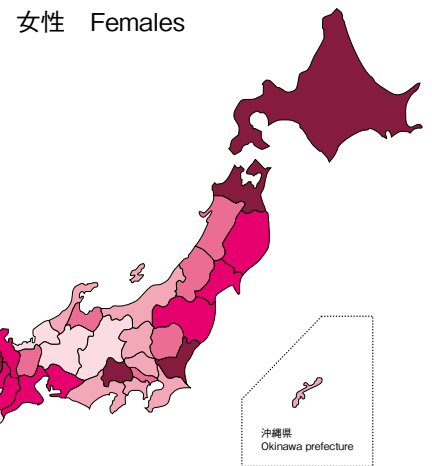 女性　Females
沖縄県
Okinawa prefecture